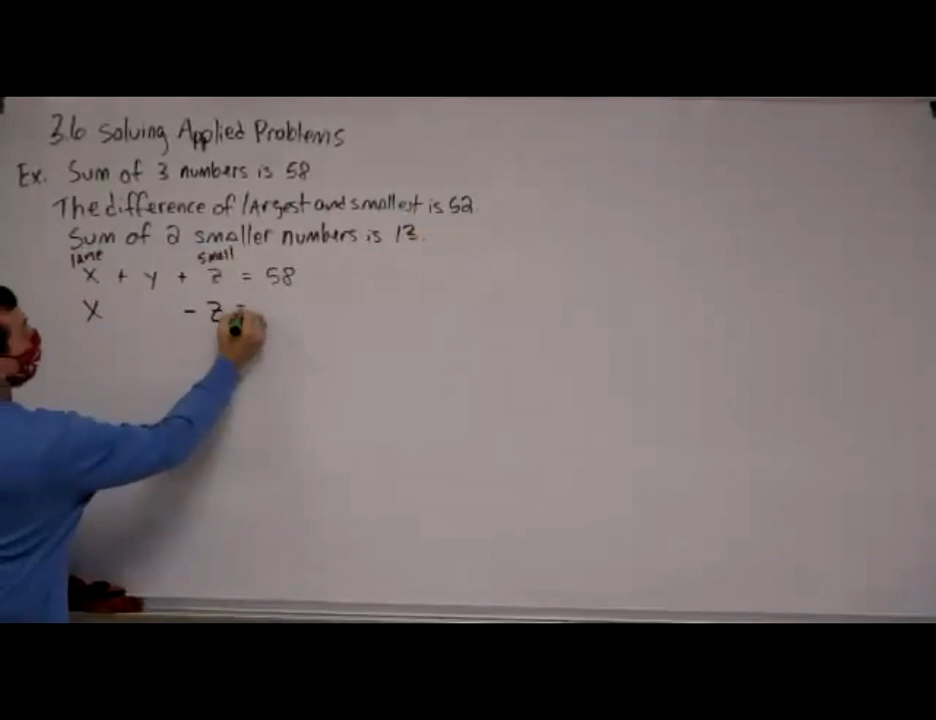 3.6 Solving Applied Problems
Ex. Sum of 3 numbers is 58
The difference of largest and smallest is 52
Sum of 2 smaller numbers is 13.
large small
x + y + z = 58
x - z =